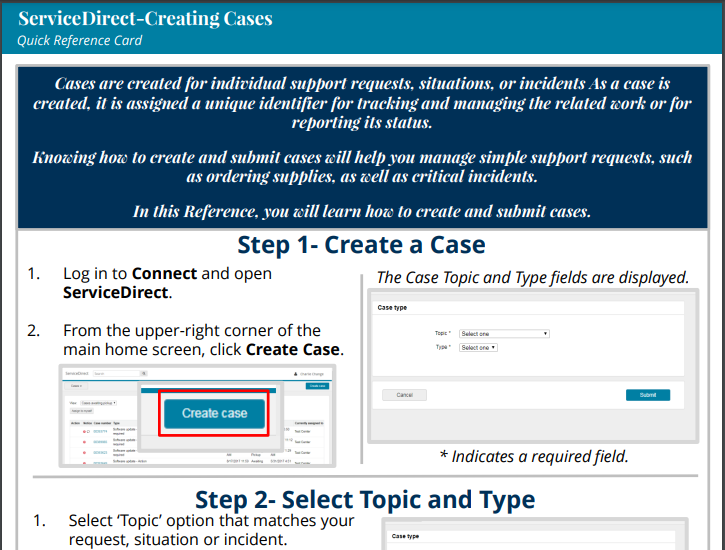 ServiceDirect-Creating Cases
Quick Reference Card
Cases are created for individual support requests, situations, or incidents As a case is
created, it is assigned a unique identifier for tracking and managing the related work or for
reporting its status.
Knowing how to create and submit cases will help you manage simple support requests, such
as ordering supplies, as well as critical incidents.
In this Reference, you will learn how to create and submit cases.
Step 1- Create a Case
1. Log in to Connect and open
ServiceDirect.
2. From the upper-right corner of the
main home screen, click Create Case.
ServiceDirect
Create case
The Case Topic and Type fields are displayed.
Case type
Topic * Select one
Type * Select one
Cancel Submit
* Indicates a required field.
Step 2- Select Topic and Type
1. Select ‘Topic’ option that matches your
request, situation or incident.
Case type